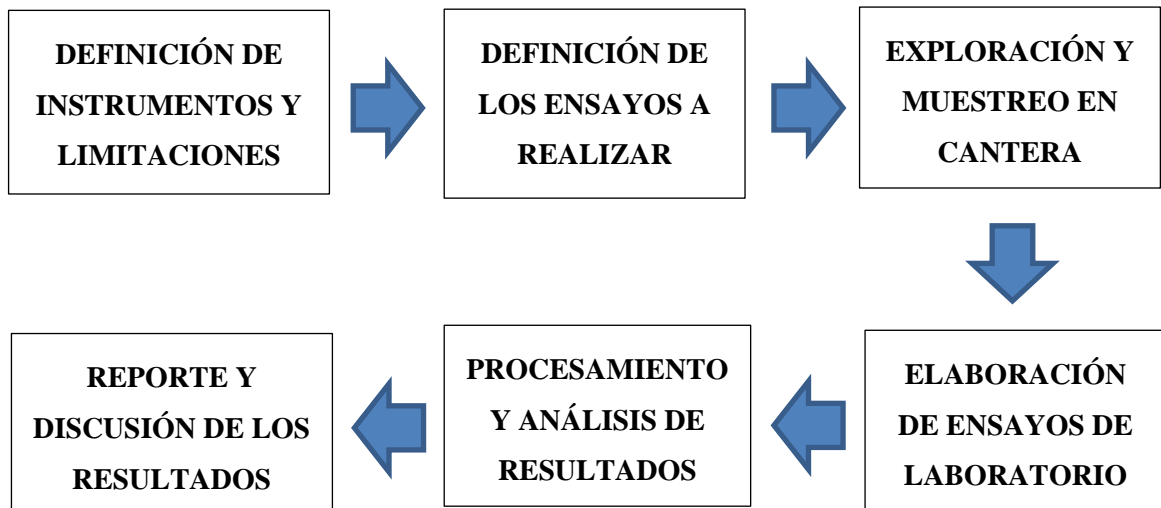 DEFINICIÓN DE
INSTRUMENTOS Y
LIMITACIONES
DEFINICIÓN DE
LOS ENSAYOS A
REALIZAR
EXPLORACIÓN Y
MUESTREO EN
CANTERA
ELABORACIÓN
DE ENSAYOS DE
LABORATORIO
PROCESAMIENTO
Y ANÁLISIS DE
RESULTADOS
REPORTE Y
DISCUSIÓN DE LOS
RESULTADOS